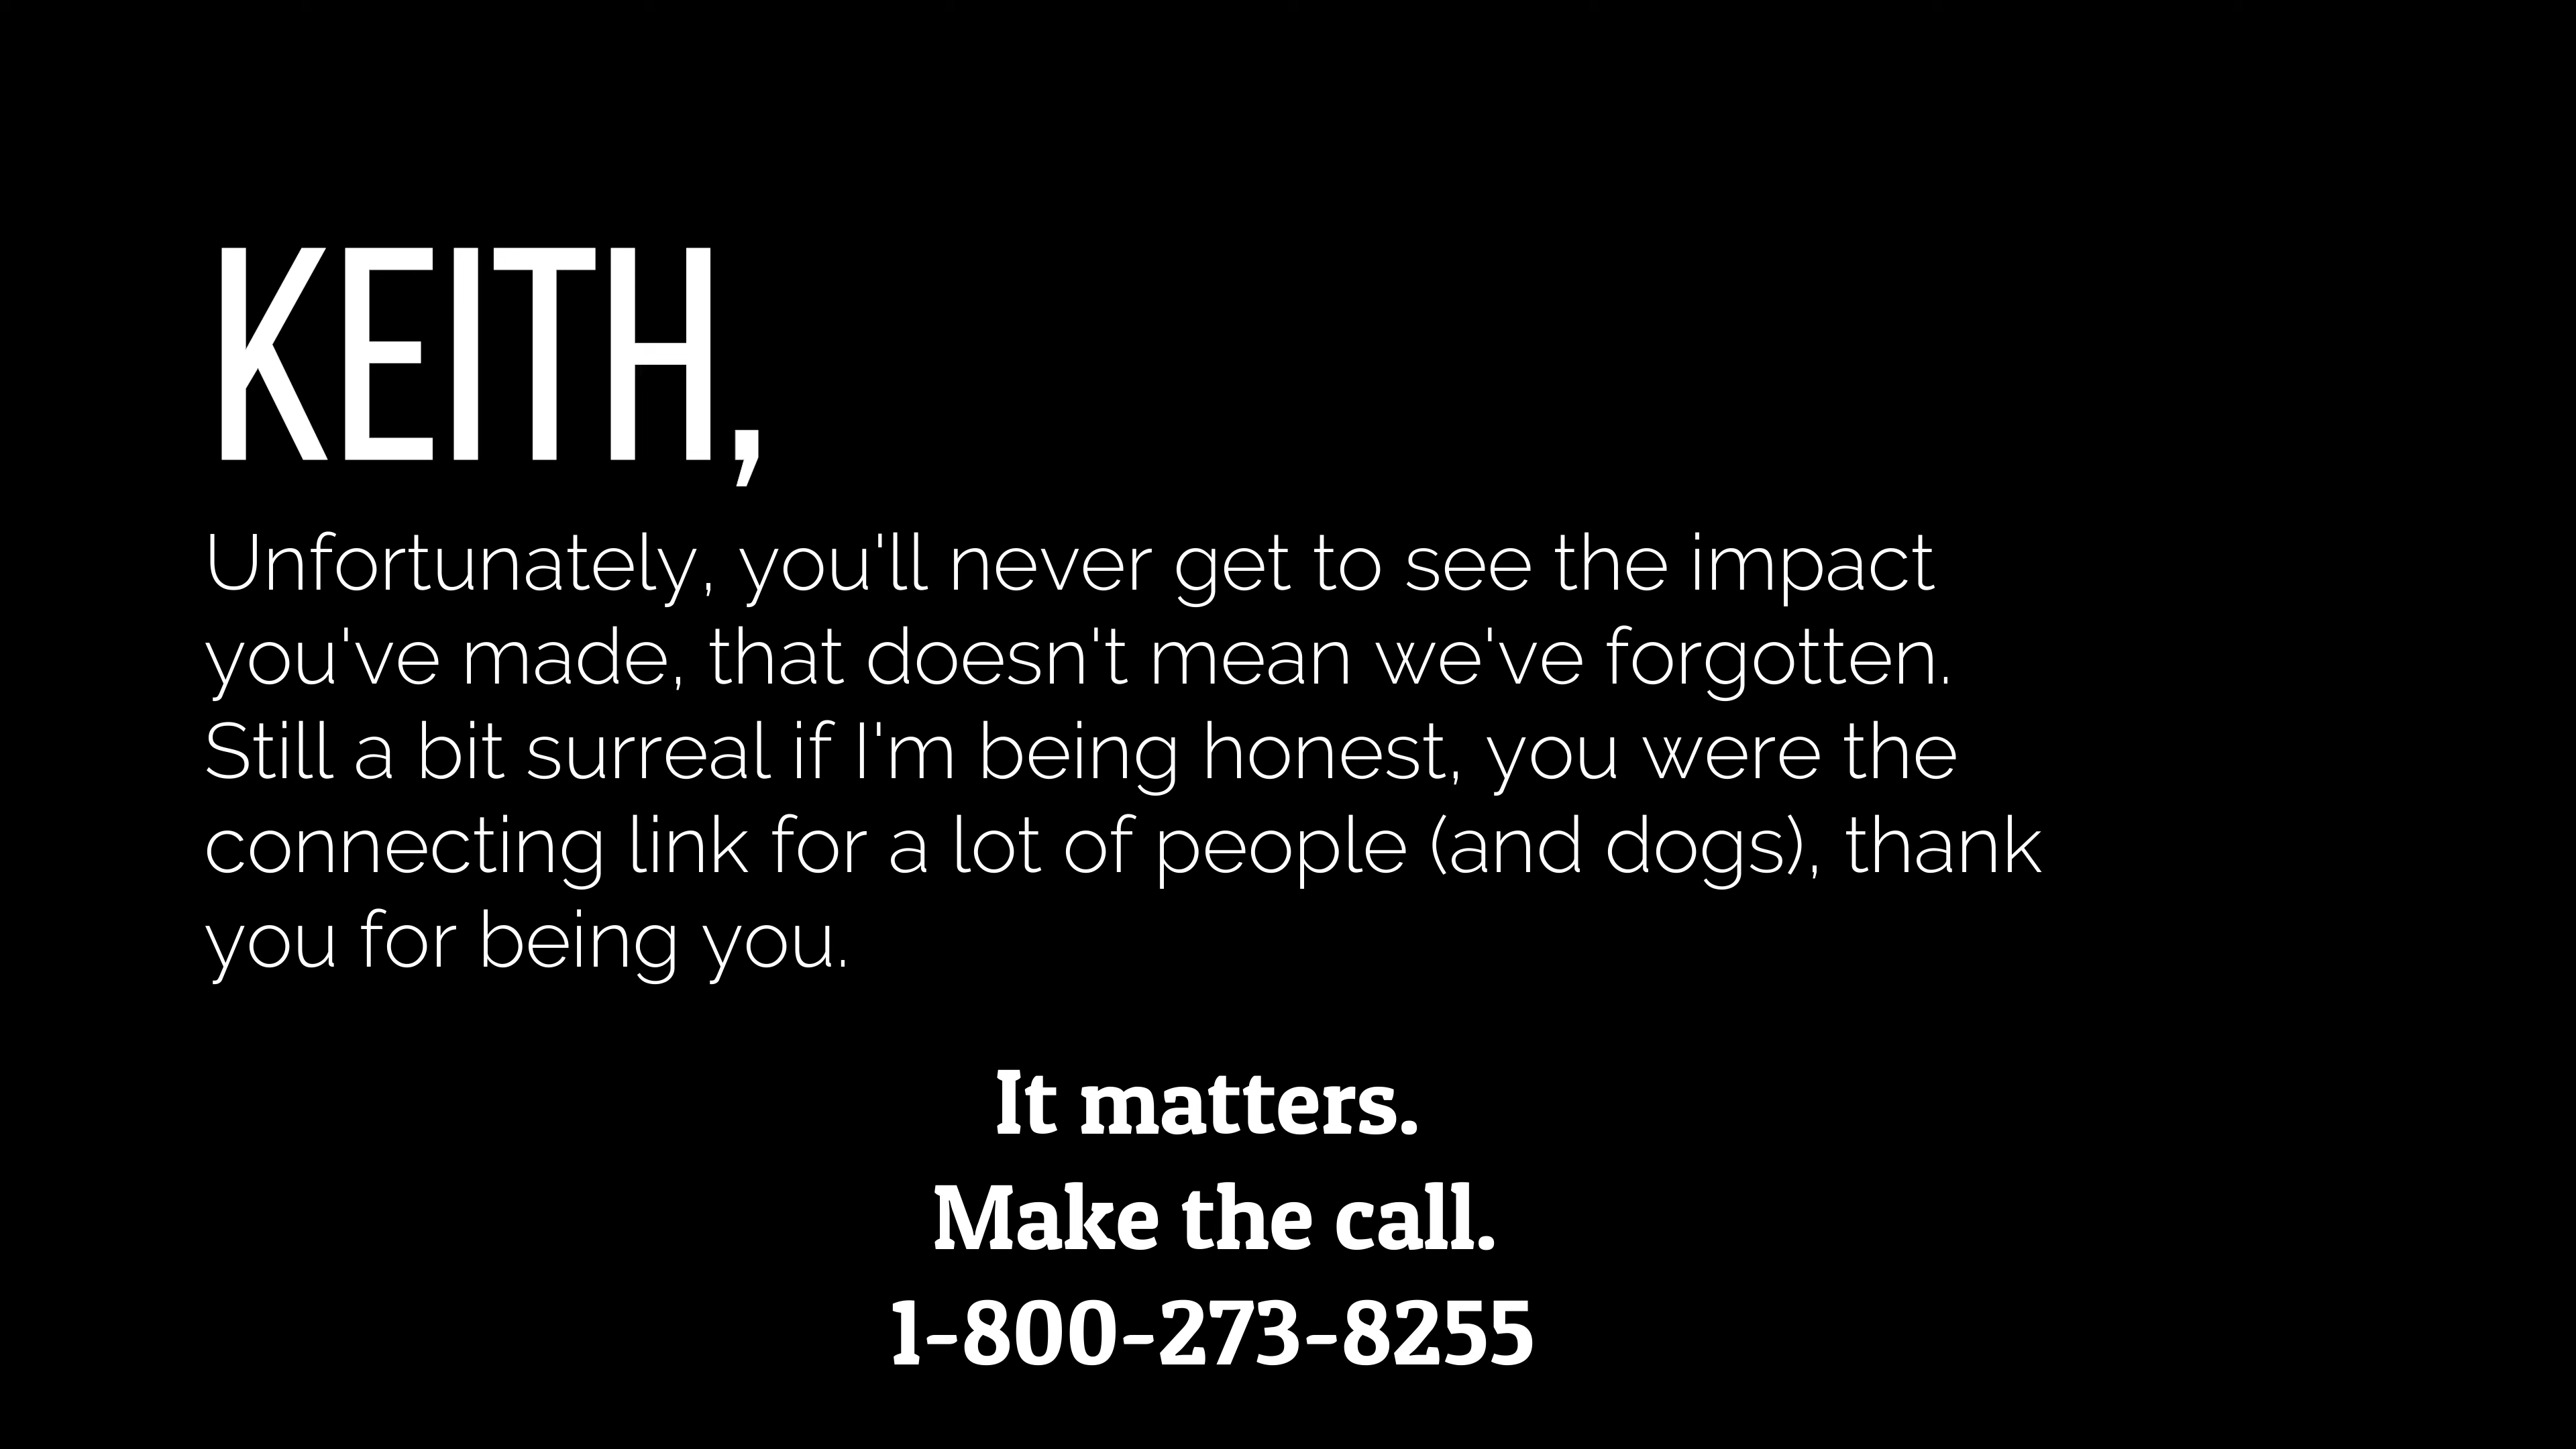 KEITH,
Unfortunately, you'll never get to see the impact
you've made, that doesn't mean we've forgotten.
Still a bit surreal if I'm being honest, you were the
connecting link for a lot of people (and dogs), thank
you for being you.
It matters.
Make the call.
1-800-273-8255